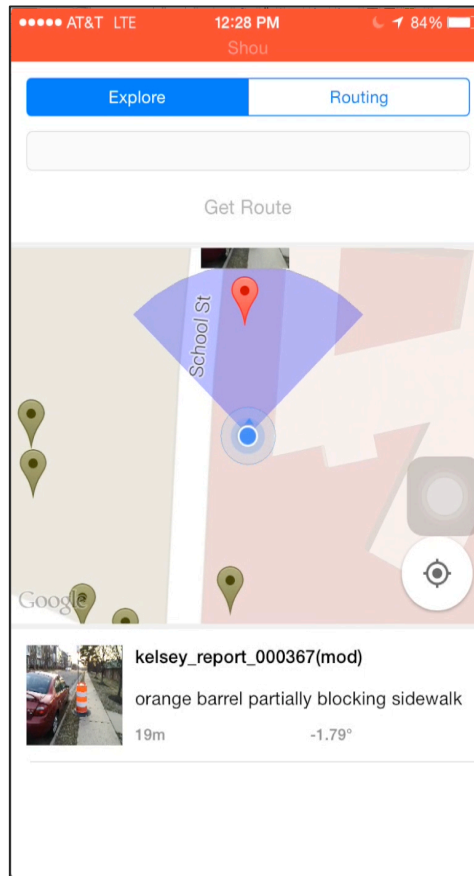 AT&T LTE 12:28 PM 84%
Shou
Explore Routing
Get Route
School St
Google
kelsey_report_000367(mod)
orange barrel partially blocking sidewalk
19m -1.79°